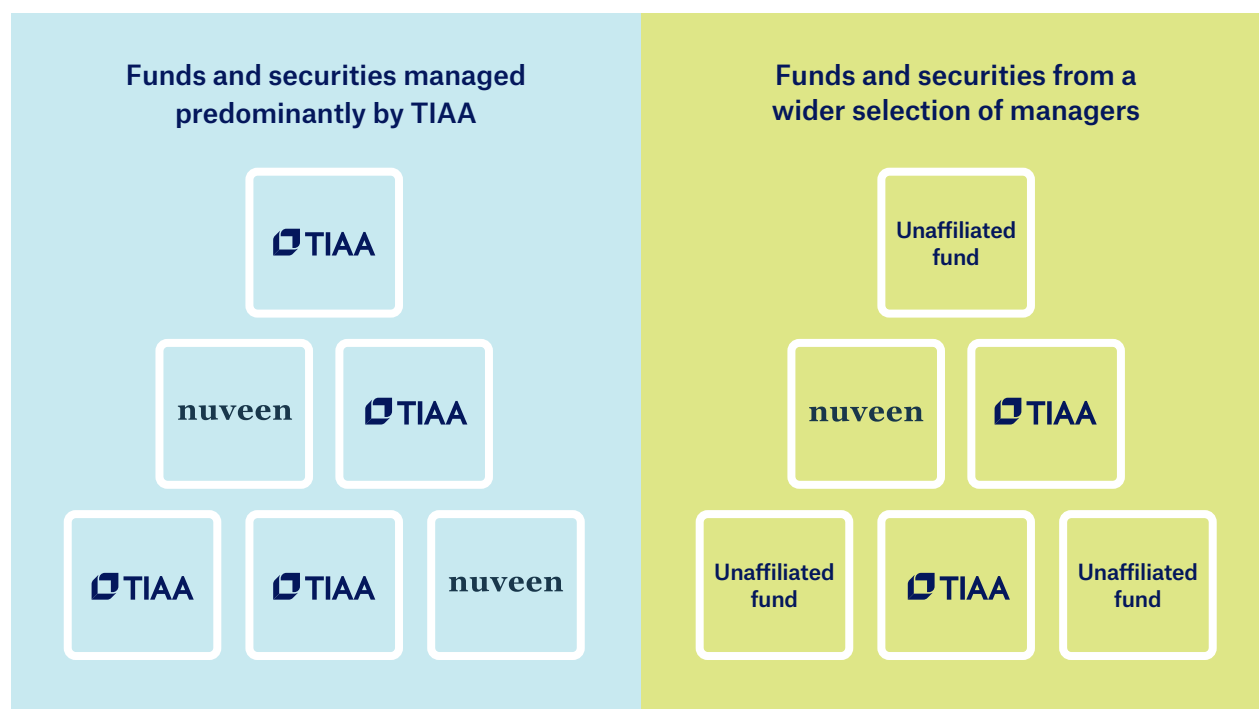 Funds and securities managed
predominantly by TIAA
TIAA
nuveen
TIAA
TIAA
TIAA
nuveen
Funds and securities from a
wider selection of managers
Unaffiliated
fund
nuveen
TIAA
Unaffiliated
fund
TIAA
Unaffiliated
fund